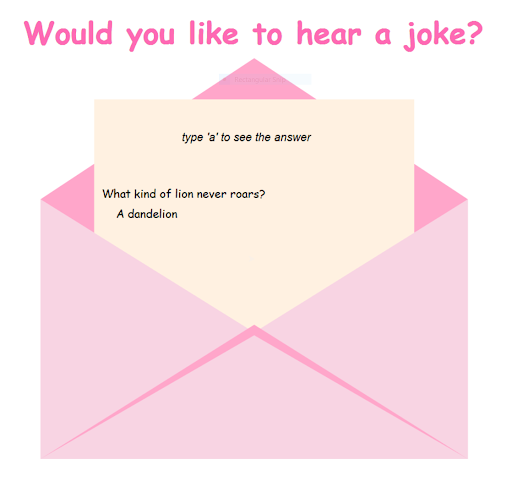 Would you like to hear a joke?
type 'a' to see the answer
What kind of lion never roars?
A dandelion